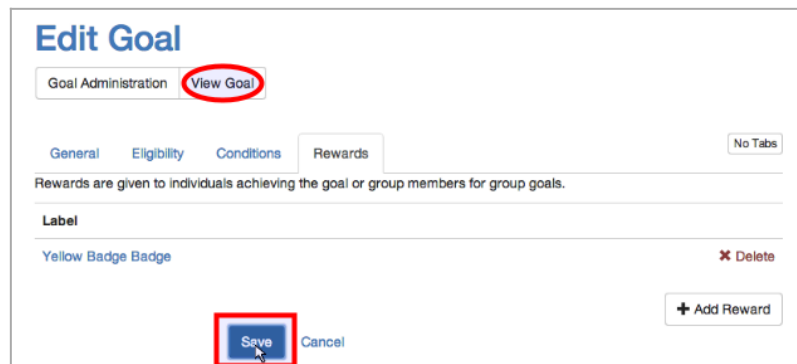 Edit Goal
Goal Administration View Goal
General Eligibility Conditions Rewards No Tabs
Rewards are given to individuals achieving the goal or group members for group goals.
Label
Yellow Badge Badge ✖ Delete
+ Add Reward
Save Cancel